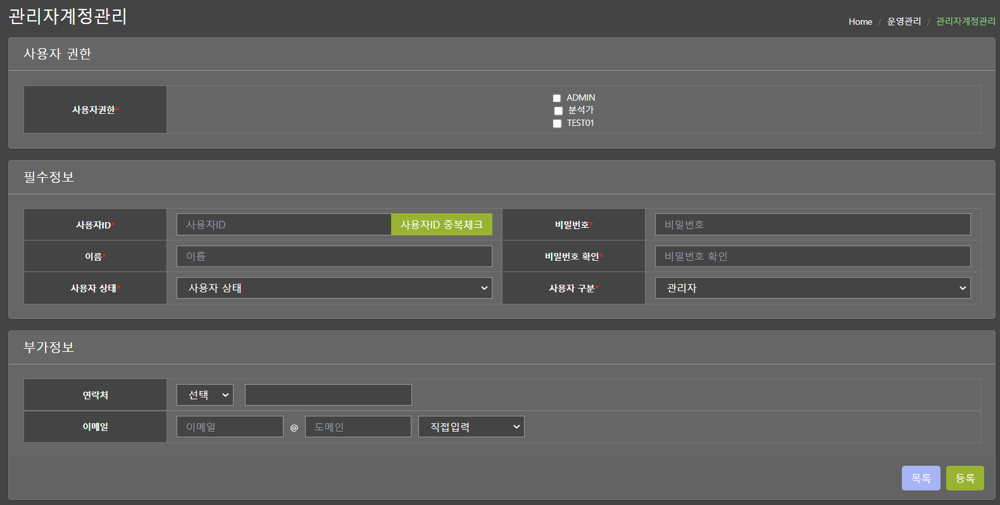 관리자계정관리
Home / 운영관리 / 관리자계정관리
사용자 권한
사용자권한*
ADMIN
분석가
TEST01
필수정보
사용자ID* 사용자ID 사용자ID 중복체크 비밀번호* 비밀번호
이름* 이름 비밀번호 확인* 비밀번호 확인
사용자 상태* 사용자 상태 사용자 구분* 관리자
부가정보
연락처 선택
이메일 이메일 @ 도메인 직접입력
목록 등록